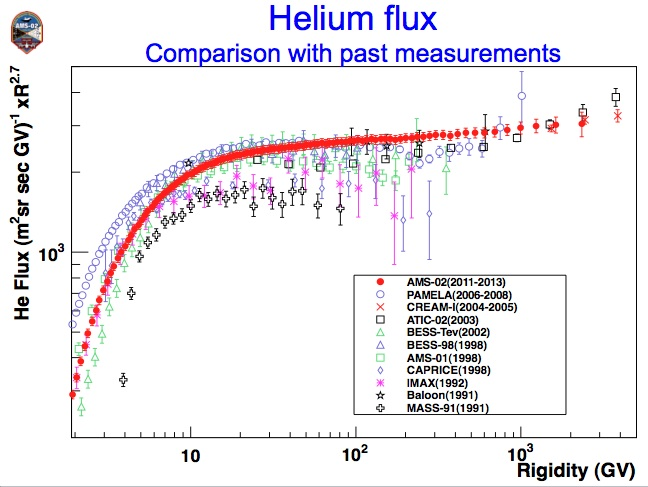 AMS-02
Helium flux
Comparison with past measurements
He Flux (m²sr sec GV)⁻¹ xR²·⁷
10³
AMS-02(2011-2013)
PAMELA(2006-2008)
CREAM-I(2004-2005)
ATIC-02(2003)
BESS-Tev(2002)
BESS-98(1998)
AMS-01(1998)
CAPRICE(1998)
IMAX(1992)
Baloon(1991)
MASS-91(1991)
10
10²
10³
Rigidity (GV)